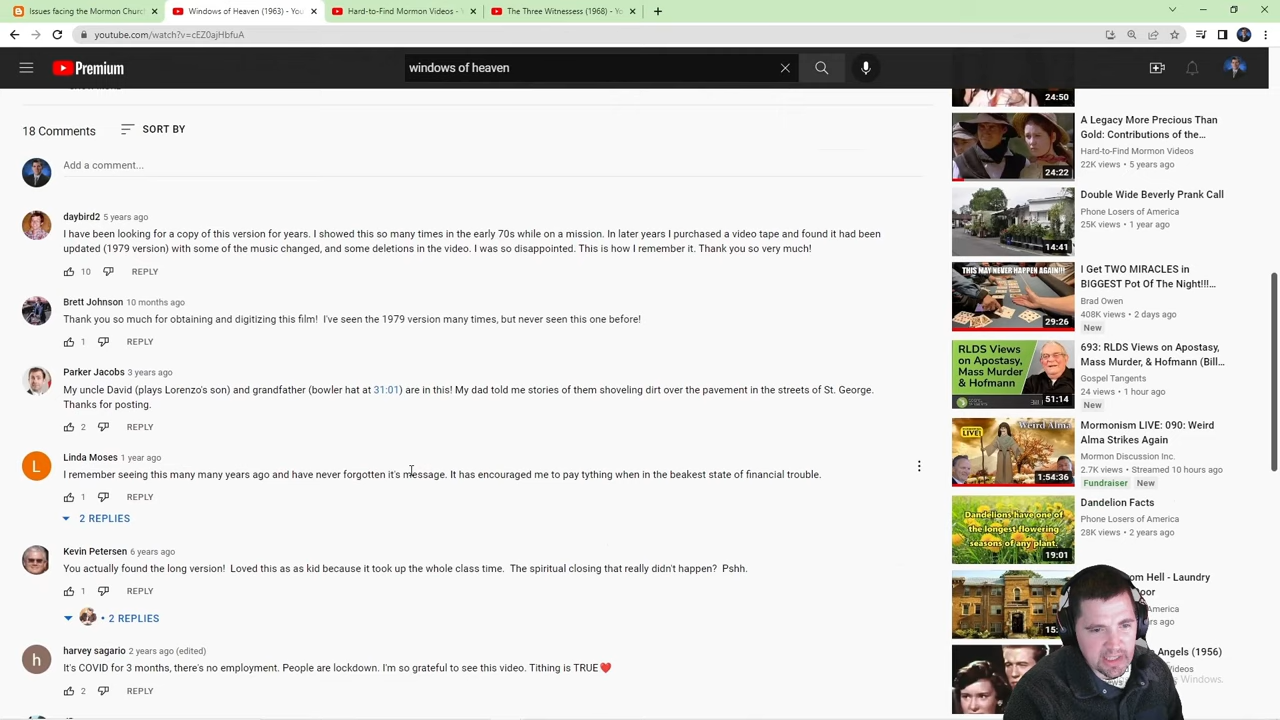 Issues facing the Mormon Churc
Windows of Heaven (1963) - You
Hard-to-Find Mormon Videos - Y
The Three Witnessess (1968) - Yo
youtube.com/watch?v=cEZ0ajHbfuA
Premium
windows of heaven
18 Comments
SORT BY
Add a comment...
daybird2 5 years ago
I have been looking for a copy of this version for years. I showed this so many times in the early 70s while on a mission. In later years I purchased a video tape and found it had been
updated (1979 version) with some of the music changed, and some deletions in the video. I was so disappointed. This is how I remember it. Thank you so very much!
10 REPLY
Brett Johnson 10 months ago
Thank you so much for obtaining and digitizing this film! I've seen the 1979 version many times, but never seen this one before!
1 REPLY
Parker Jacobs 3 years ago
My uncle David (plays Lorenzo's son) and grandfather (bowler hat at 31:01) are in this! My dad told me stories of them shoveling dirt over the pavement in the streets of St. George.
Thanks for posting.
2 REPLY
L
Linda Moses 1 year ago
I remember seeing this many many years ago and have never forgotten it's message. It has encouraged me to pay tything when in the beakest state of financial trouble.
1 REPLY
2 REPLIES
Kevin Petersen 6 years ago
You actually found the long version! Loved this as as kid because it took up the whole class time. The spiritual closing that really didn't happen? Pshh.
1 REPLY
• 2 REPLIES
h
harvey sagario 2 years ago (edited)
It's COVID for 3 months, there's no employment. People are lockdown. I'm so grateful to see this video. Tithing is TRUE❤️
2 REPLY
24:50
A Legacy More Precious Than
Gold: Contributions of the...
Hard-to-Find Mormon Videos
22K views • 5 years ago
24:22
Double Wide Beverly Prank Call
Phone Losers of America
25K views • 1 year ago
14:41
THIS MAY NEVER HAPPEN AGAIN!!!
I Get TWO MIRACLES in
BIGGEST Pot Of The Night!!!...
Brad Owen
408K views • 2 days ago
New
29:26
RLDS Views
on Apostasy,
Mass Murder,
& Hofmann
693: RLDS Views on Apostasy,
Mass Murder, & Hofmann (Bill...
Gospel Tangents
24 views • 1 hour ago
New
51:14
LIVE!
Weird Alma
Mormonism LIVE: 090: Weird
Alma Strikes Again
Mormon Discussion Inc.
2.7K views • Streamed 10 hours ago
Fundraiser New
1:54:36
Dandelions have one of
the longest flowering
seasons of any plant.
Dandelion Facts
Phone Losers of America
28K views • 2 years ago
19:01
om Hell - Laundry
oor
America
rs ago
15:
Angels (1956)
Videos
Windows.